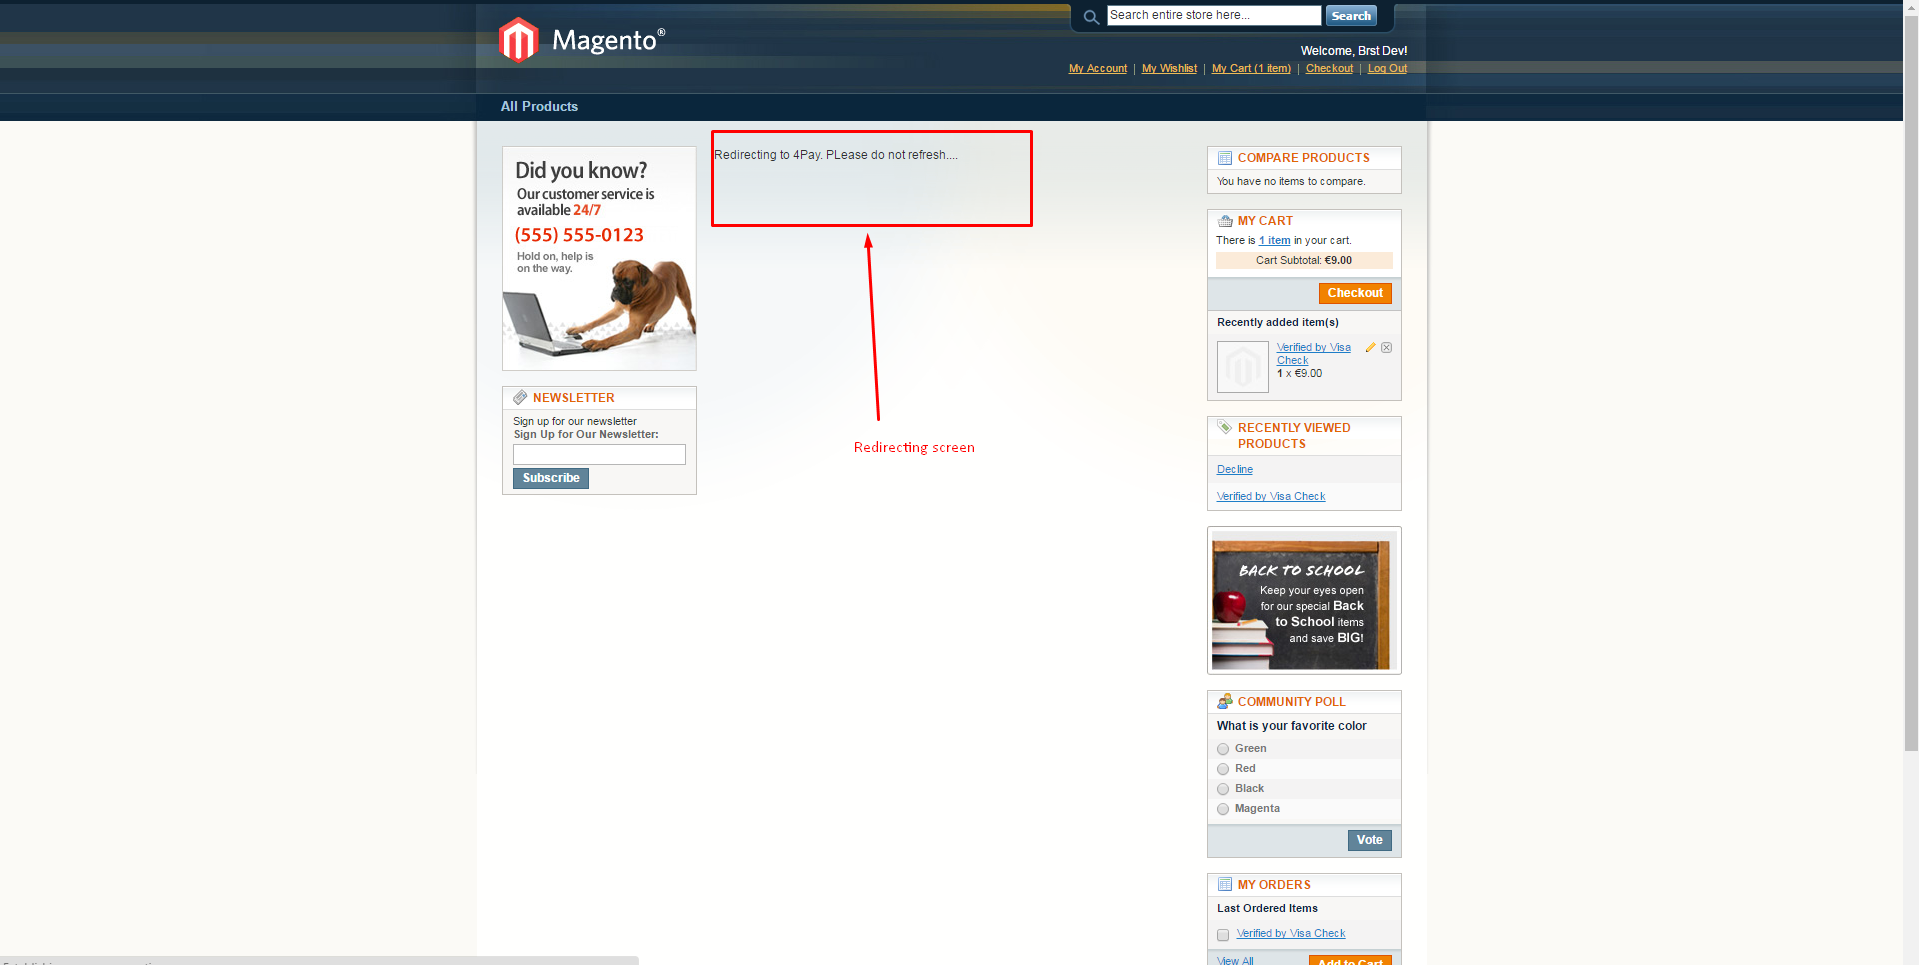 Magento®
Search entire store here...
Search
Welcome, Brst Dev!
My Account | My Wishlist | My Cart (1 item) | Checkout | Log Out
All Products
Did you know?
Our customer service is
available 24/7
(555) 555-0123
Hold on, help is
on the way.
NEWSLETTER
Sign up for our newsletter
Sign Up for Our Newsletter:
Subscribe
Redirecting to 4Pay. PLease do not refresh....
Redirecting screen
COMPARE PRODUCTS
You have no items to compare.
MY CART
There is 1 item in your cart.
Cart Subtotal: €9.00
Checkout
Recently added item(s)
Verified by Visa
Check
1 x €9.00
RECENTLY VIEWED
PRODUCTS
Decline
Verified by Visa Check
BACK TO SCHOOL
Keep your eyes open
for our special Back
to School items
and save BIG!
COMMUNITY POLL
What is your favorite color
Green
Red
Black
Magenta
Vote
MY ORDERS
Last Ordered Items
Verified by Visa Check
View All
Add to Cart